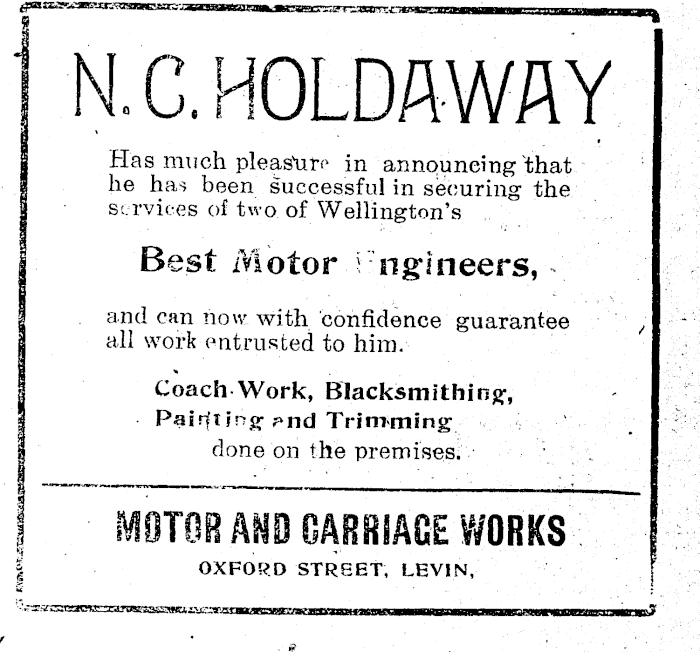 N. C. HOLDAWAY
Has much pleasure in announcing that
he has been successful in securing the
services of two of Wellington's
Best Motor Engineers,
and can now with confidence guarantee
all work entrusted to him.
Coach Work, Blacksmithing,
Painting and Trimming
done on the premises.
MOTOR AND CARRIAGE WORKS
OXFORD STREET, LEVIN,